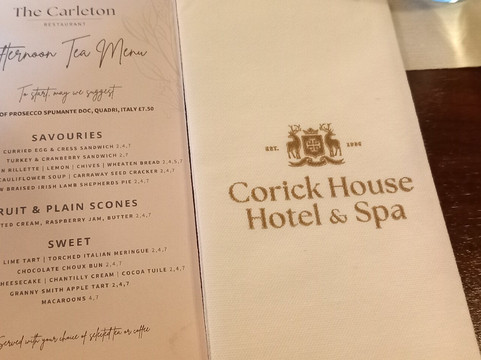 The Carleton
RESTAURANT
Afternoon Tea Menu
To start, may we suggest
OF PROSECCO SPUMANTE DOC, QUADRI, ITALY £7.50
SAVOURIES
CURRIED EGG & CRESS SANDWICH 2,4,7
TURKEY & CRANBERRY SANDWICH 2,7
RILLETTE | LEMON | CHIVES | WHEATEN BREAD 2,4,5,7
CAULIFLOWER SOUP | CARRAWAY SEED CRACKER 2,4,7
BRAISED IRISH LAMB SHEPHERDS PIE 2,4,7
FRUIT & PLAIN SCONES
CREAM, RASPBERRY JAM, BUTTER 2,4,7
SWEET
LIME TART | TORCHED ITALIAN MERINGUE 2,4,7
CHOCOLATE CHOUX BUN 2,4,7
CHEESECAKE | CHANTILLY CREAM | COCOA TUILE 2,4,7
GRANNY SMITH APPLE TART 2,4,7
MACAROONS 4,7
Served with your choice of selected tea or coffee
EST.
Corick House
Hotel & Spa